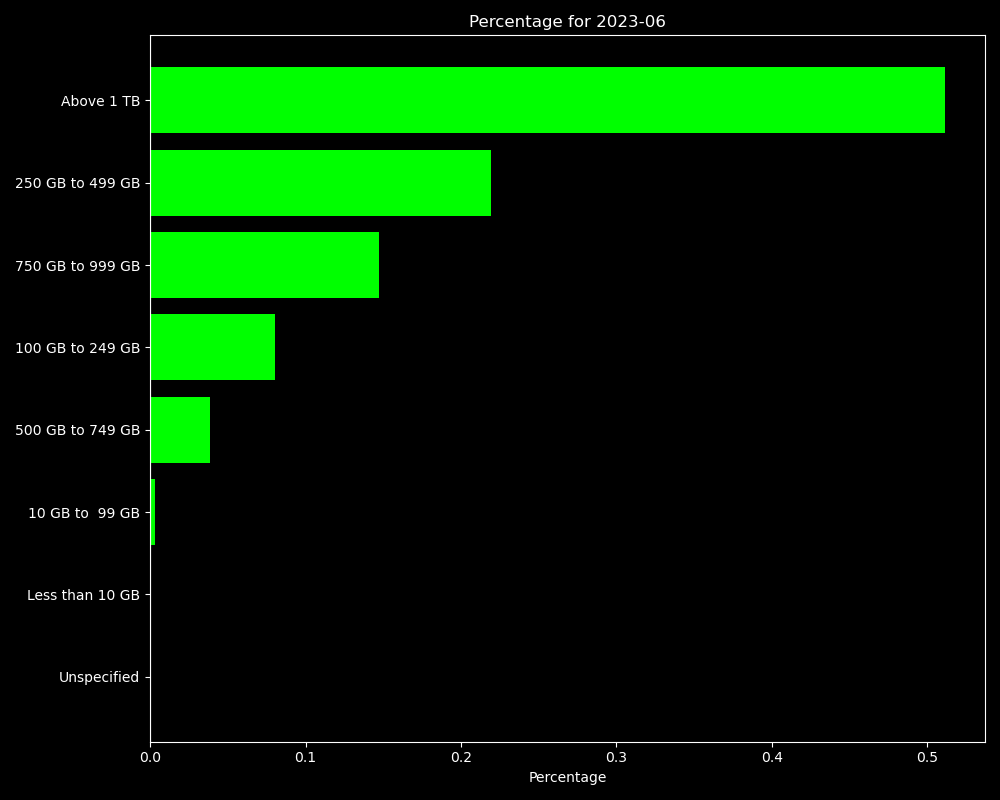 Percentage for 2023-06
Above 1 TB
250 GB to 499 GB
750 GB to 999 GB
100 GB to 249 GB
500 GB to 749 GB
10 GB to  99 GB
Less than 10 GB
Unspecified
0.0 0.1 0.2 0.3 0.4 0.5
Percentage